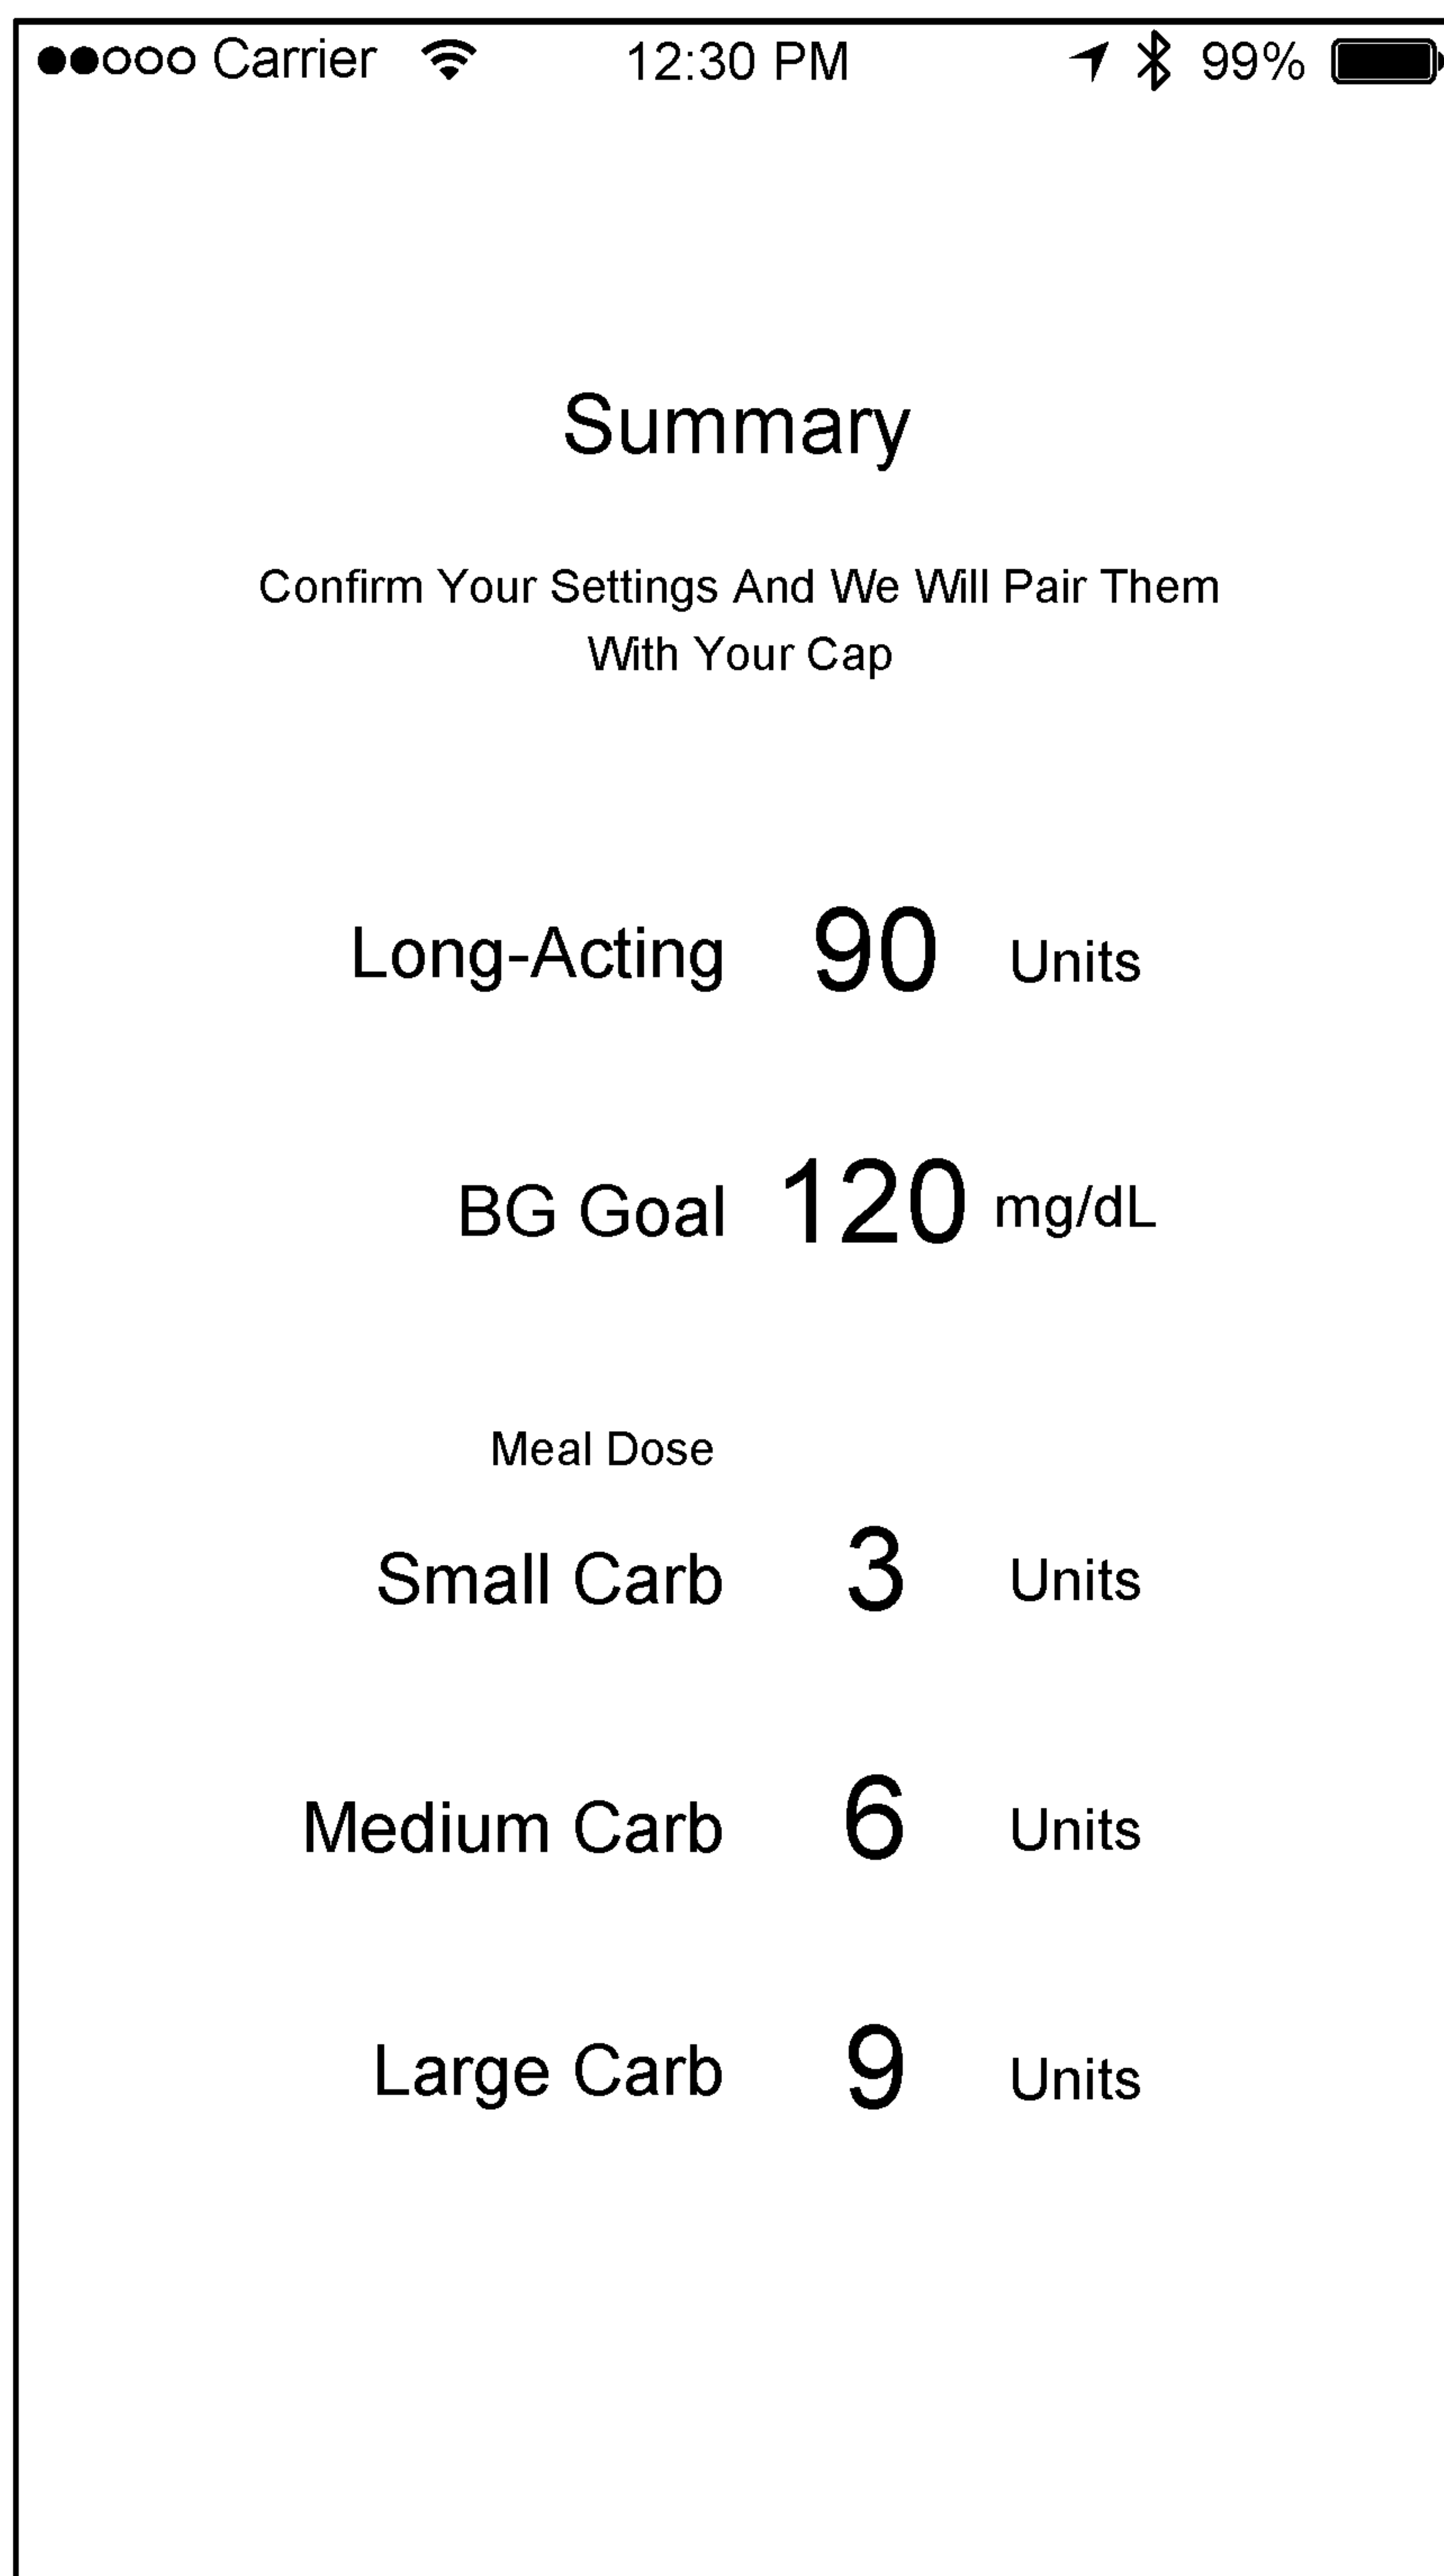 Carrier 12:30 PM 99%
Summary
Confirm Your Settings And We Will Pair Them
With Your Cap
Long-Acting 90 Units
BG Goal 120 mg/dL
Meal Dose
Small Carb 3 Units
Medium Carb 6 Units
Large Carb 9 Units